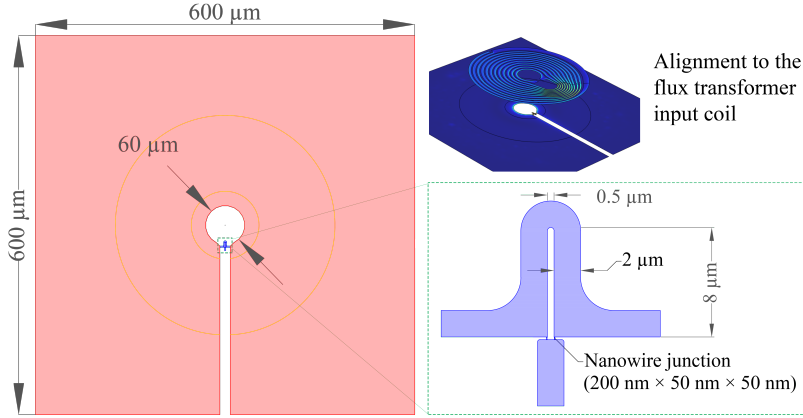 600 µm
600 µm
60 µm
Alignment to the
flux transformer
input coil
0.5 µm
2 µm
8 µm
Nanowire junction
(200 nm × 50 nm × 50 nm)